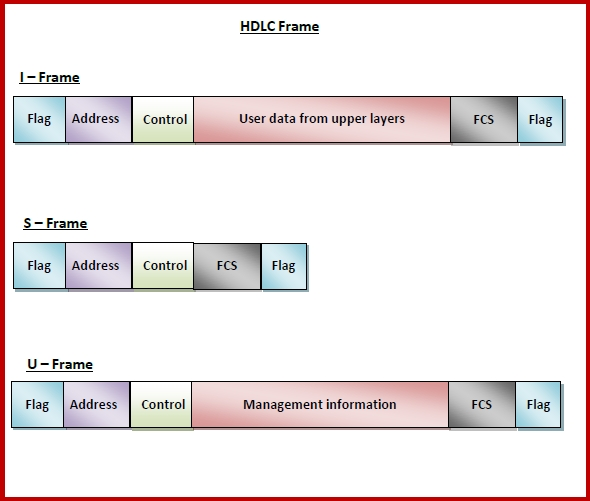 HDLC Frame
I – Frame
Flag Address Control User data from upper layers FCS Flag
S – Frame
Flag Address Control FCS Flag
U – Frame
Flag Address Control Management information FCS Flag